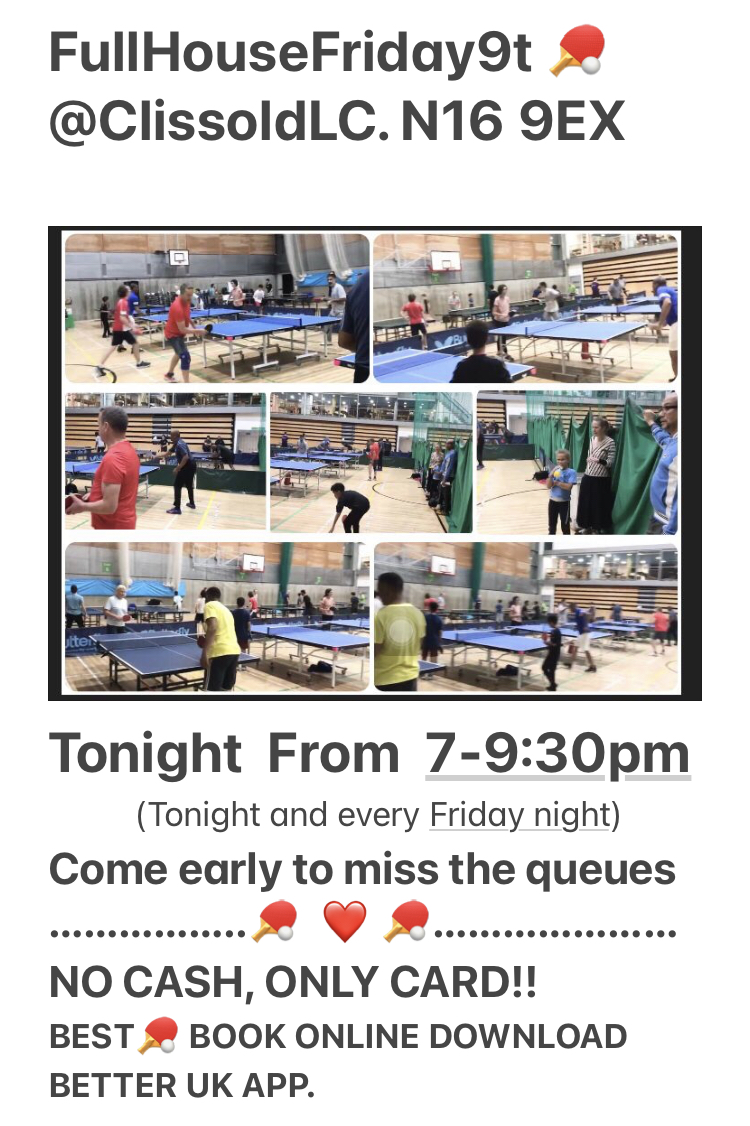 FullHouseFriday9t 🏓
@ClissoldLC. N16 9EX
Tonight From 7-9:30pm
(Tonight and every Friday night)
Come early to miss the queues
.................🏓 ❤️ 🏓.....................
NO CASH, ONLY CARD!!
BEST🏓 BOOK ONLINE DOWNLOAD
BETTER UK APP.